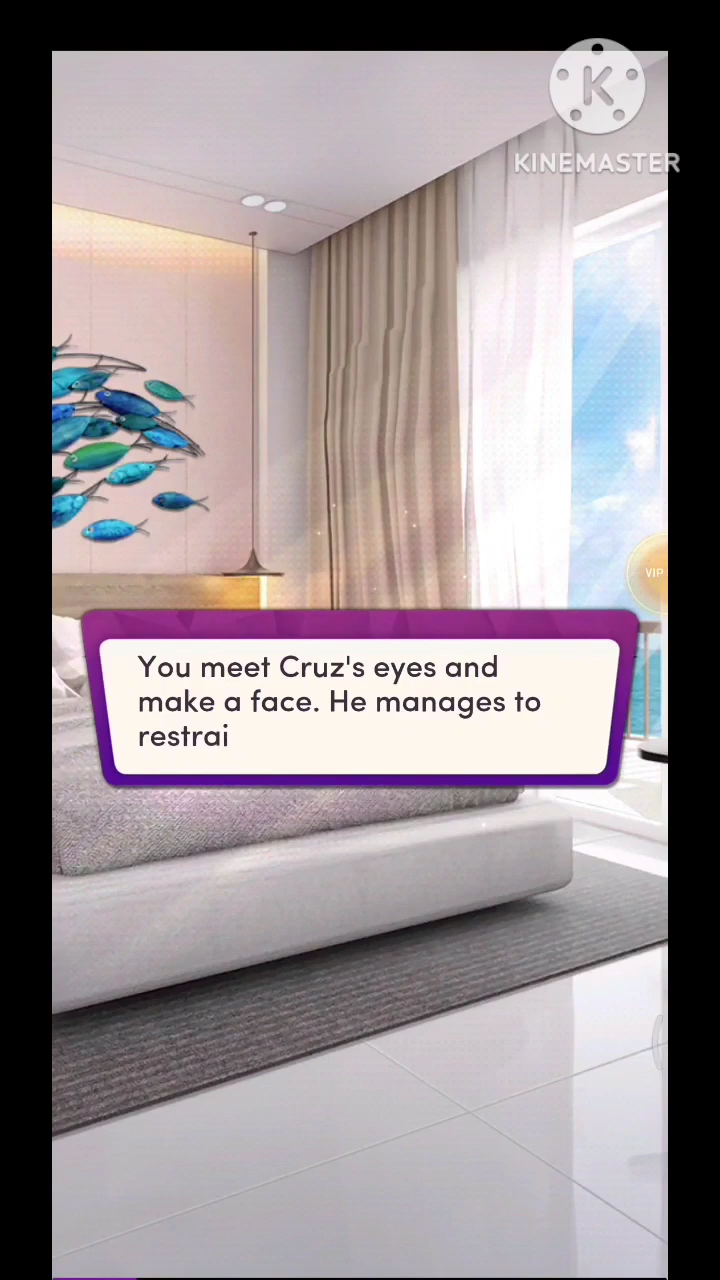 KINEMASTER
VIP
You meet Cruz's eyes and
make a face. He manages to
restrai